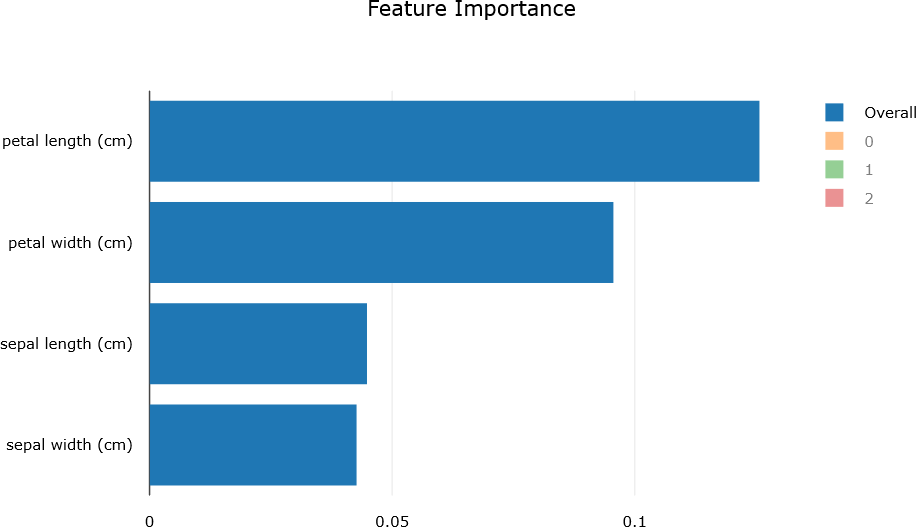 Feature Importance
petal length (cm)
petal width (cm)
sepal length (cm)
sepal width (cm)
0
0.05
0.1
Overall
0
1
2